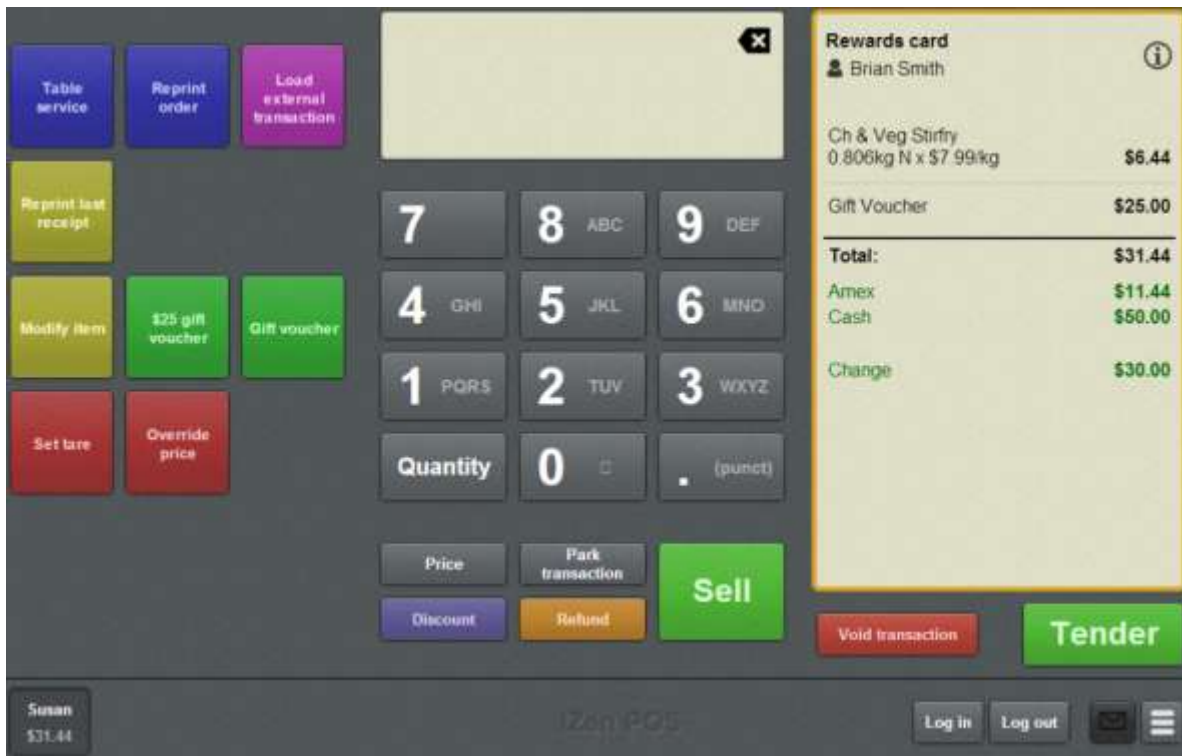 Table
service
Reprint
order
Load
external
transaction
Reprint last
receipt
Modify item
$25 gift
voucher
Gift voucher
Set tare
Override
price
7
8 ABC
9 DEF
4 GHI
5 JKL
6 MNO
1 PQRS
2 TUV
3 WXYZ
Quantity
0
. (punct)
Price
Park
transaction
Discount
Refund
Sell
Rewards card
Brian Smith
Ch & Veg Stirfry
0.806kg N x $7.99/kg $6.44
Gift Voucher $25.00
Total: $31.44
Amex $11.44
Cash $50.00
Change $30.00
Void transaction
Tender
Susan
$31.44
POS
Log in
Log out